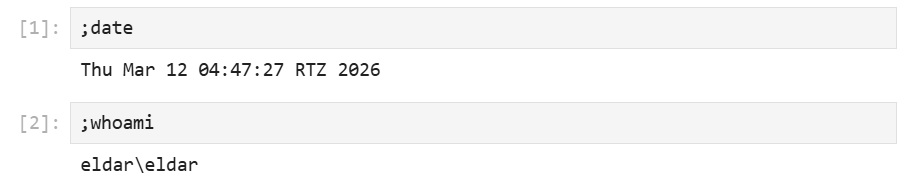 [1]: ;date
Thu Mar 12 04:47:27 RTZ 2026
[2]: ;whoami
eldar\eldar